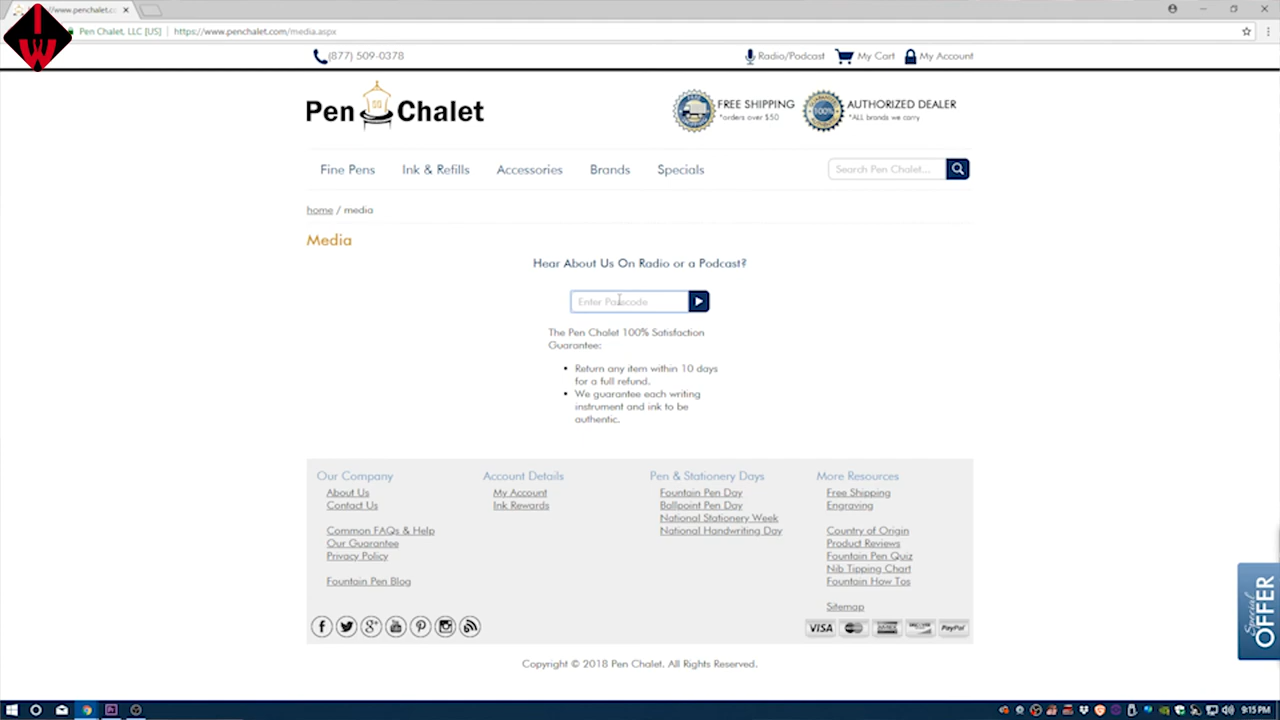 //www.penchalet.c
Pen Chalet, LLC [US]
https://www.penchalet.com/media.aspx
IW
(877) 509-0378
Radio/Podcast
My Cart
My Account
Pen Chalet
FREE SHIPPING
*orders over $50
100%
AUTHORIZED DEALER
*ALL brands we carry
Fine Pens
Ink & Refills
Accessories
Brands
Specials
Search Pen Chalet...
home / media
Media
Hear About Us On Radio or a Podcast?
Enter Passcode
The Pen Chalet 100% Satisfaction
Guarantee:
Return any item within 10 days
for a full refund.
We guarantee each writing
instrument and ink to be
authentic.
Our Company
About Us
Contact Us
Common FAQs & Help
Our Guarantee
Privacy Policy
Fountain Pen Blog
Account Details
My Account
Ink Rewards
Pen & Stationery Days
Fountain Pen Day
Ballpoint Pen Day
National Stationery Week
National Handwriting Day
More Resources
Free Shipping
Engraving
Country of Origin
Product Reviews
Fountain Pen Quiz
Nib Tipping Chart
Fountain How Tos
Sitemap
VISA
PayPal
Special
OFFER
Copyright © 2018 Pen Chalet. All Rights Reserved.
9:15 PM